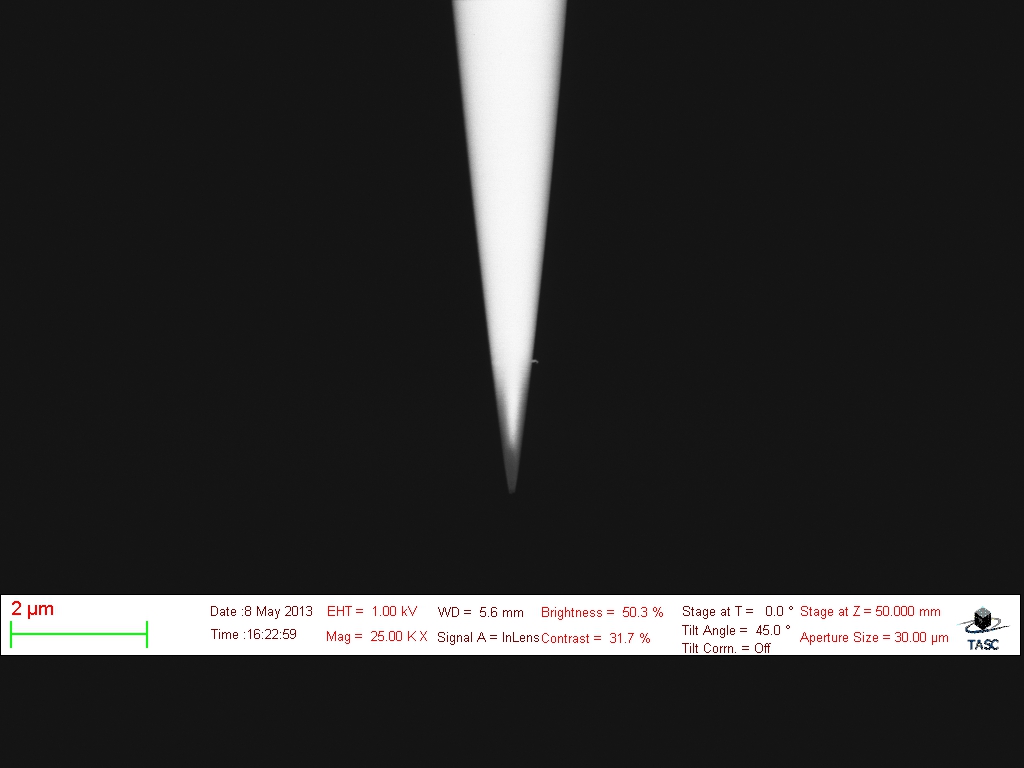 2 µm
Date :8 May 2013
Time :16:22:59
EHT = 1.00 kV
Mag = 25.00 K X
WD = 5.6 mm
Signal A = InLens
Brightness = 50.3 %
Contrast = 31.7 %
Stage at T = 0.0 °
Tilt Angle = 45.0 °
Tilt Corrn. = Off
Stage at Z = 50.000 mm
Aperture Size = 30.00 µm
TASC